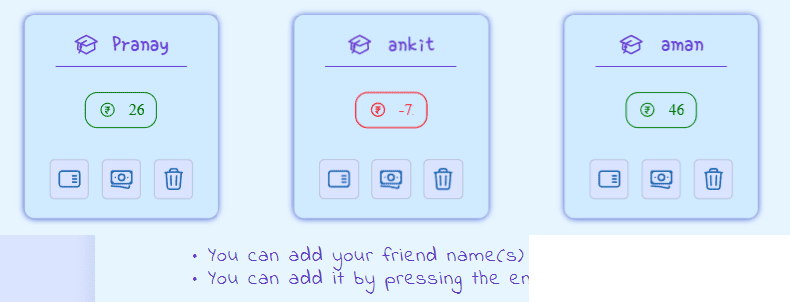 Pranay
ankit
aman
₹ 26
₹ -7.
₹ 46
• You can add your friend name(s)
• You can add it by pressing the